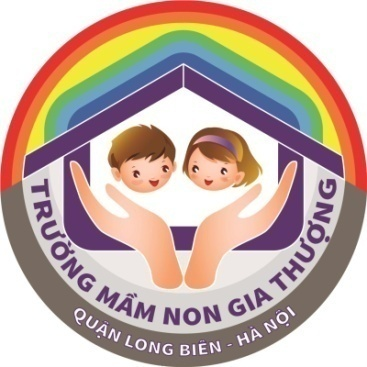 TRƯỜNG MẦM NON GIA THƯỢNG
QUẬN LONG BIÊN - HÀ NỘI